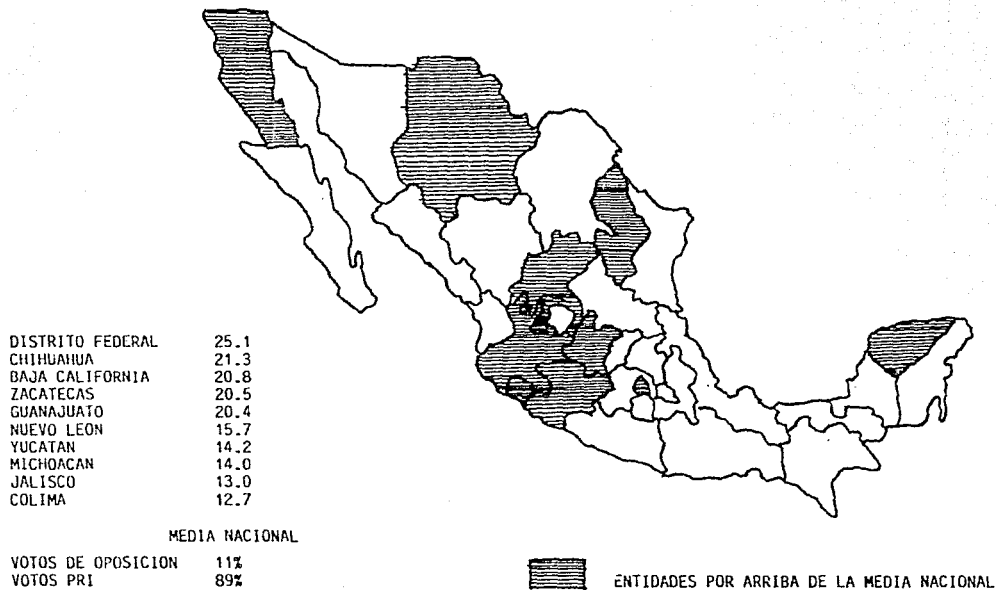 DISTRITO FEDERAL 25.1
CHIHUAHUA 21.3
BAJA CALIFORNIA 20.8
ZACATECAS 20.5
GUANAJUATO 20.4
NUEVO LEON 15.7
YUCATAN 14.2
MICHOACAN 14.0
JALISCO 13.0
COLIMA 12.7
MEDIA NACIONAL
VOTOS DE OPOSICION 11%
VOTOS PRI 89%
ENTIDADES POR ARRIBA DE LA MEDIA NACIONAL